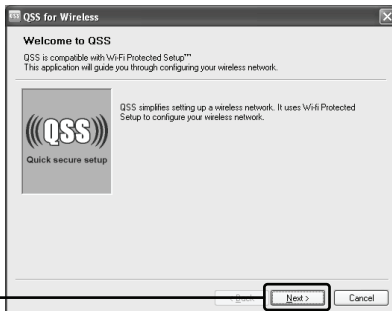 QSS for Wireless
Welcome to QSS
QSS is compatible with Wi-Fi Protected Setup™
This application will guide you through configuring your wireless network.
QSS simplifies setting up a wireless network. It uses Wi-fi Protected
Setup to configure your wireless network.
(((QSS)))
Quick secure setup
< Back Next > Cancel